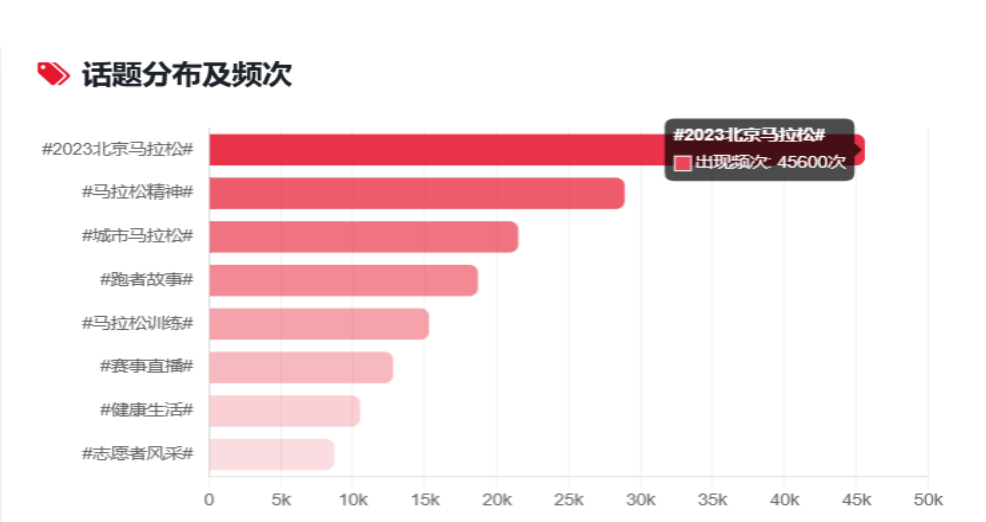 话题分布及频次
#2023北京马拉松#
#2023北京马拉松#
出现频次: 45600次
#马拉松精神#
#城市马拉松#
#跑者故事#
#马拉松训练#
#赛事直播#
#健康生活#
#志愿者风采#
0 5k 10k 15k 20k 25k 30k 35k 40k 45k 50k